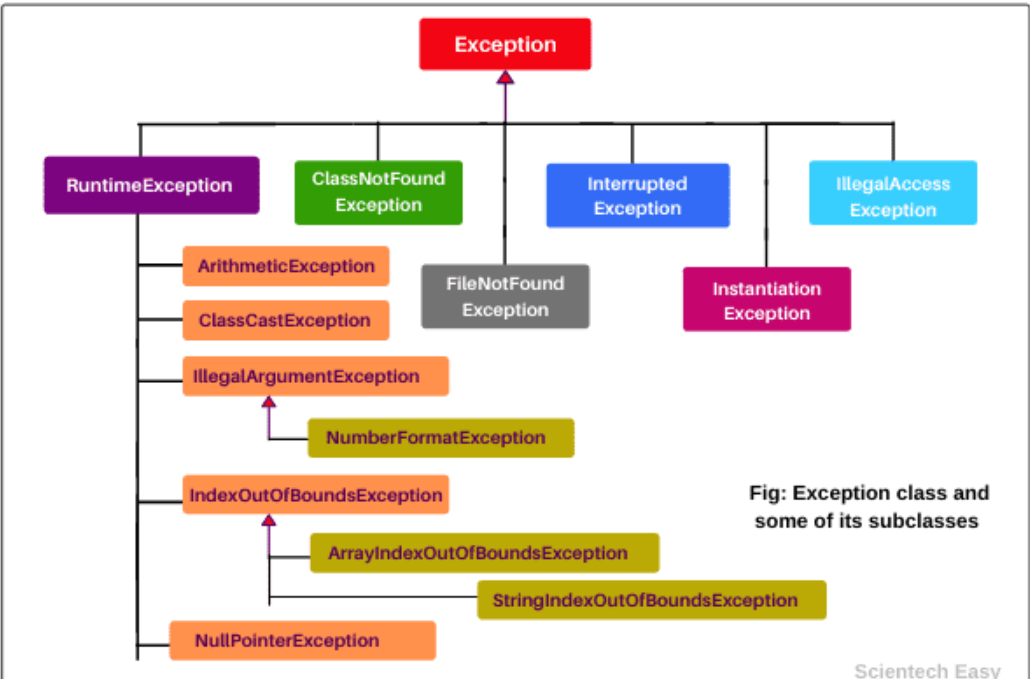 Exception
RuntimeException
ClassNotFound
Exception
Interrupted
Exception
IllegalAccess
Exception
FileNotFound
Exception
Instantiation
Exception
ArithmeticException
ClassCastException
IllegalArgumentException
NumberFormatException
IndexOutOfBoundsException
ArrayIndexOutOfBoundsException
StringIndexOutOfBoundsException
NullPointerException
Fig: Exception class and
some of its subclasses
Scientech Easy